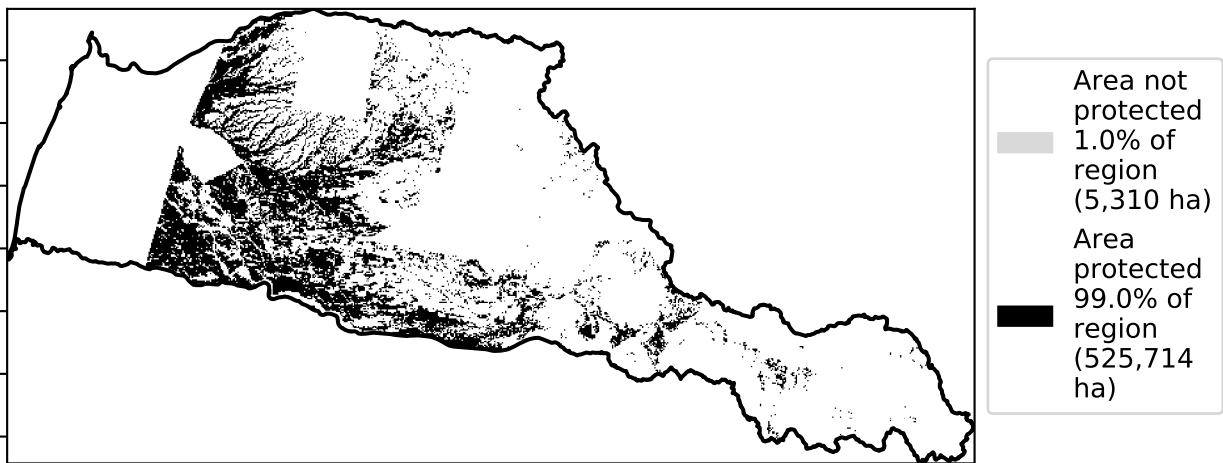 Area not
protected
1.0% of
region
(5,310 ha)
Area
protected
99.0% of
region
(525,714
ha)